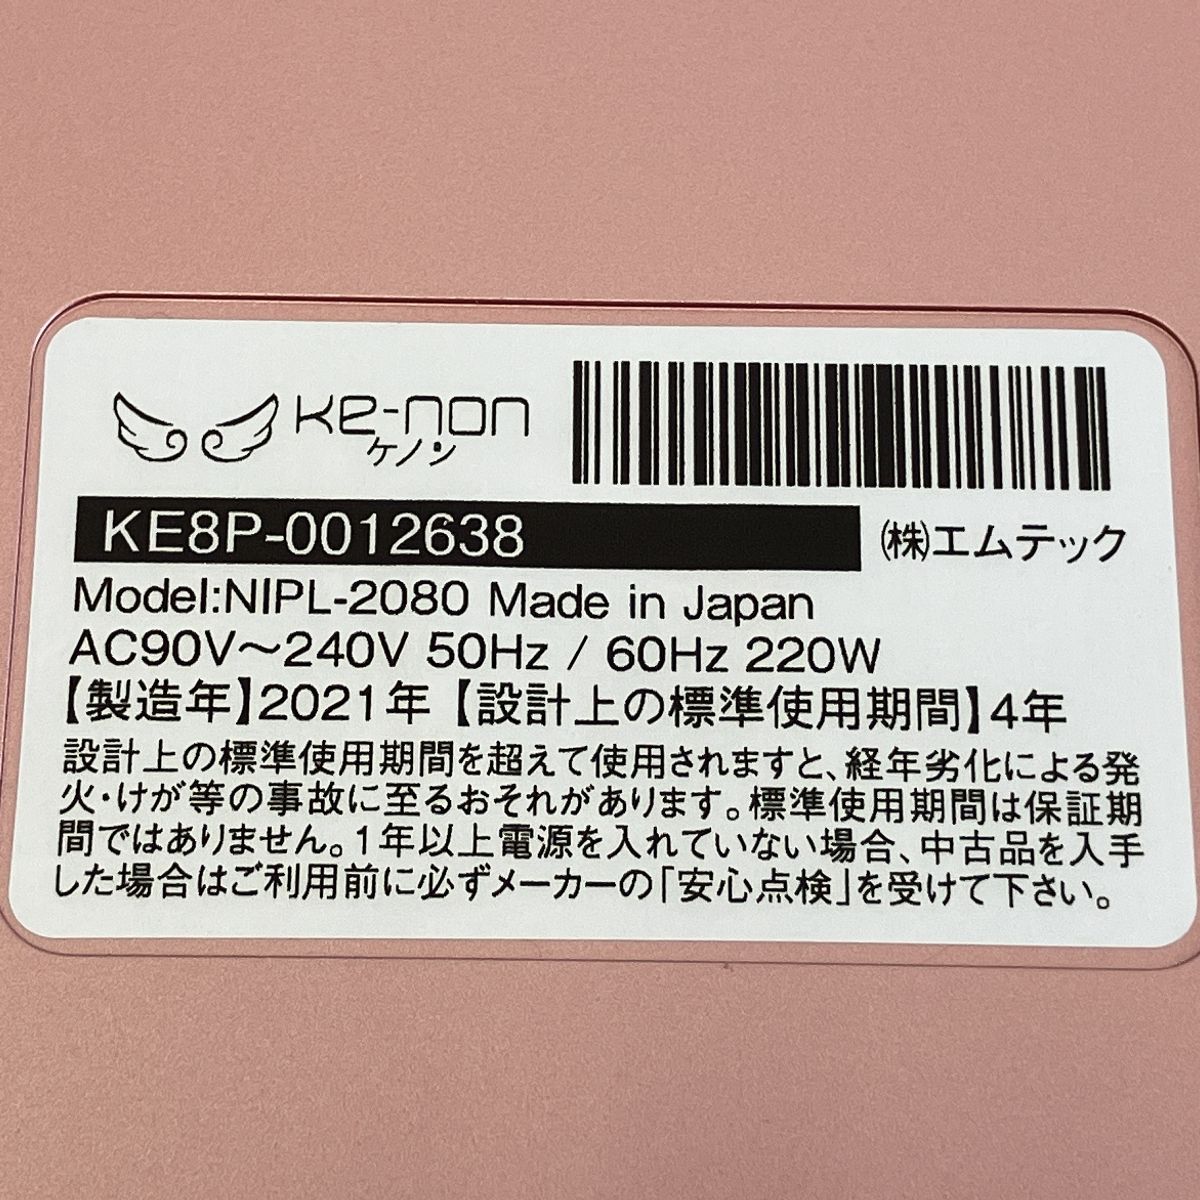 ke-non
ケノン
KE8P-0012638
㈱エムテック
Model:NIPL-2080 Made in Japan
AC90V～240V 50Hz / 60Hz 220W
【製造年】2021年【設計上の標準使用期間】4年
設計上の標準使用期間を超えて使用されますと、経年劣化による発
火・けが等の事故に至るおそれがあります。標準使用期間は保証期
間ではありません。1年以上電源を入れていない場合、中古品を入手
した場合はご利用前に必ずメーカーの「安心点検」を受けて下さい。